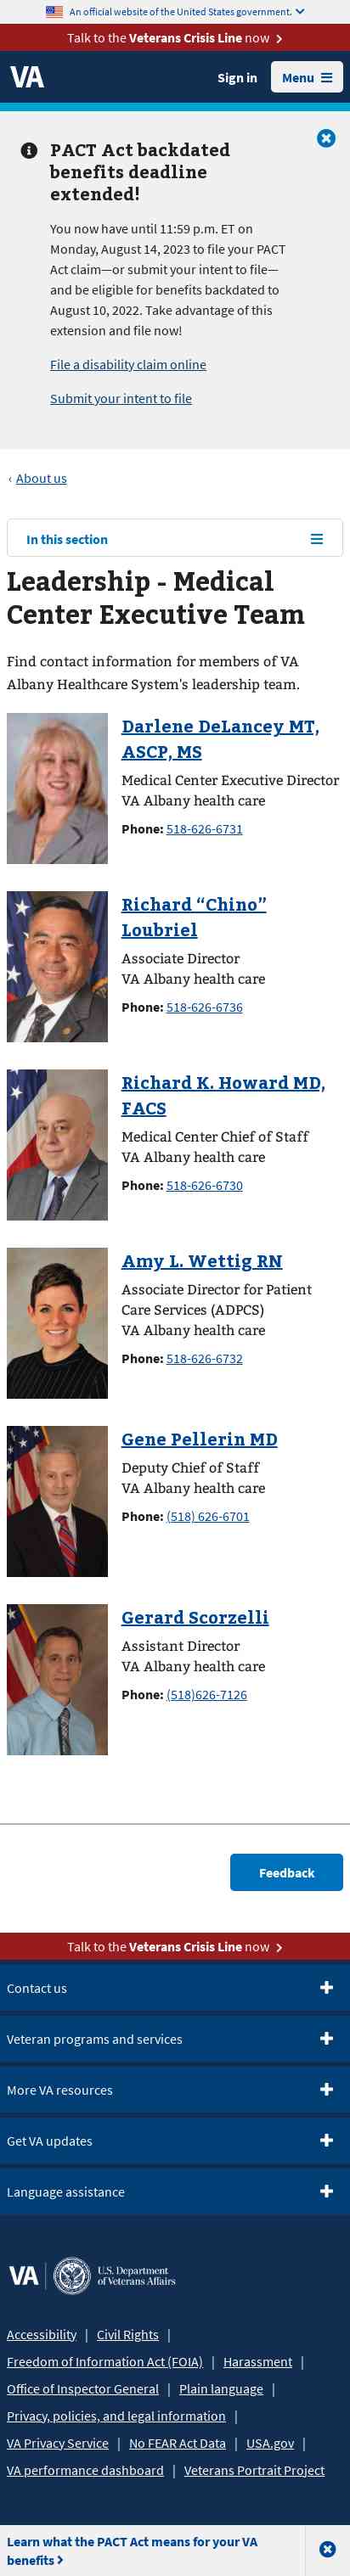 An official website of the United States government.
Talk to the Veterans Crisis Line now
VA
Sign in
Menu
PACT Act backdated
benefits deadline
extended!
You now have until 11:59 p.m. ET on
Monday, August 14, 2023 to file your PACT
Act claim—or submit your intent to file—
and be eligible for benefits backdated to
August 10, 2022. Take advantage of this
extension and file now!
File a disability claim online
Submit your intent to file
‹ About us
In this section
Leadership - Medical
Center Executive Team
Find contact information for members of VA
Albany Healthcare System's leadership team.
Darlene DeLancey MT,
ASCP, MS
Medical Center Executive Director
VA Albany health care
Phone: 518-626-6731
Richard “Chino”
Loubriel
Associate Director
VA Albany health care
Phone: 518-626-6736
Richard K. Howard MD,
FACS
Medical Center Chief of Staff
VA Albany health care
Phone: 518-626-6730
Amy L. Wettig RN
Associate Director for Patient
Care Services (ADPCS)
VA Albany health care
Phone: 518-626-6732
Gene Pellerin MD
Deputy Chief of Staff
VA Albany health care
Phone: (518) 626-6701
Gerard Scorzelli
Assistant Director
VA Albany health care
Phone: (518)626-7126
Feedback
Talk to the Veterans Crisis Line now
Contact us
Veteran programs and services
More VA resources
Get VA updates
Language assistance
VA | U.S. Department
of Veterans Affairs
Accessibility | Civil Rights |
Freedom of Information Act (FOIA) | Harassment |
Office of Inspector General | Plain language |
Privacy, policies, and legal information |
VA Privacy Service | No FEAR Act Data | USA.gov |
VA performance dashboard | Veterans Portrait Project
Learn what the PACT Act means for your VA
benefits